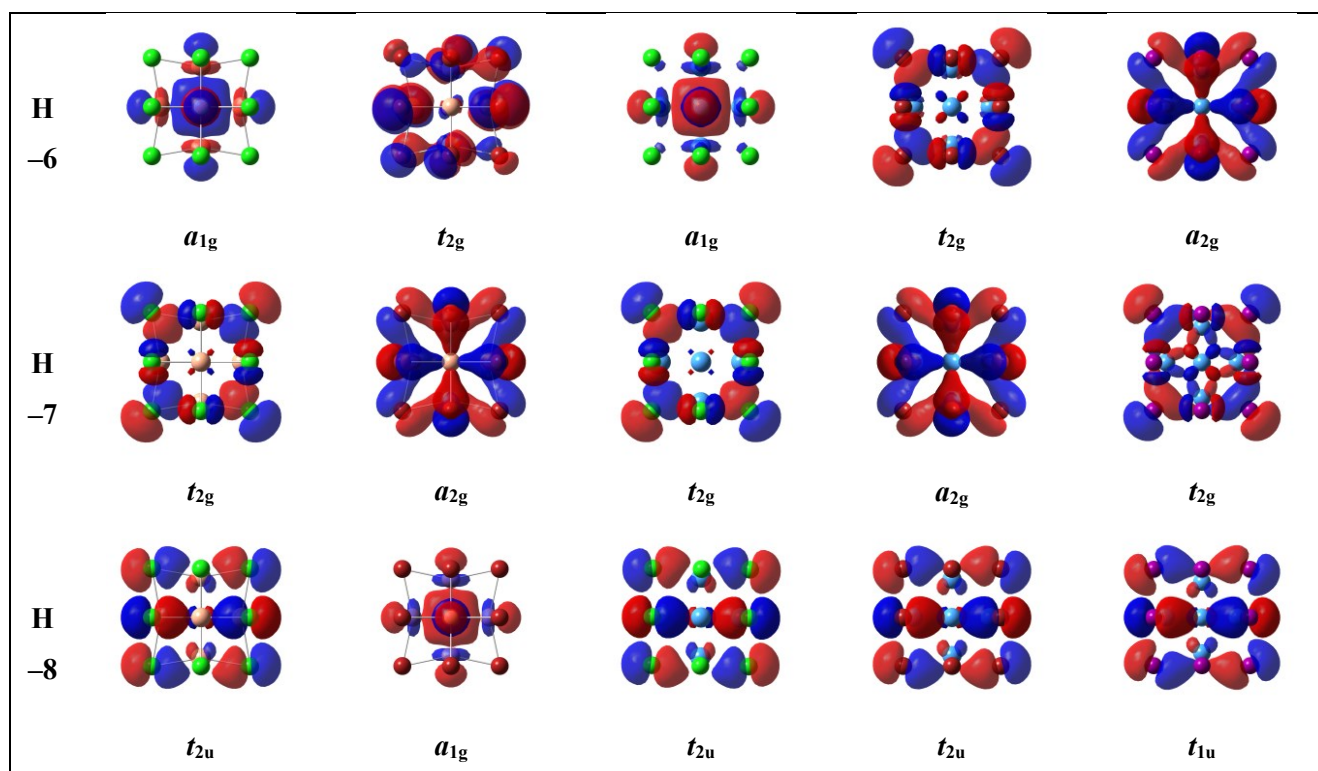 H
–6
a1g t2g a1g t2g a2g
H
–7
t2g a2g t2g a2g t2g
H
–8
t2u a1g t2u t2u t1u